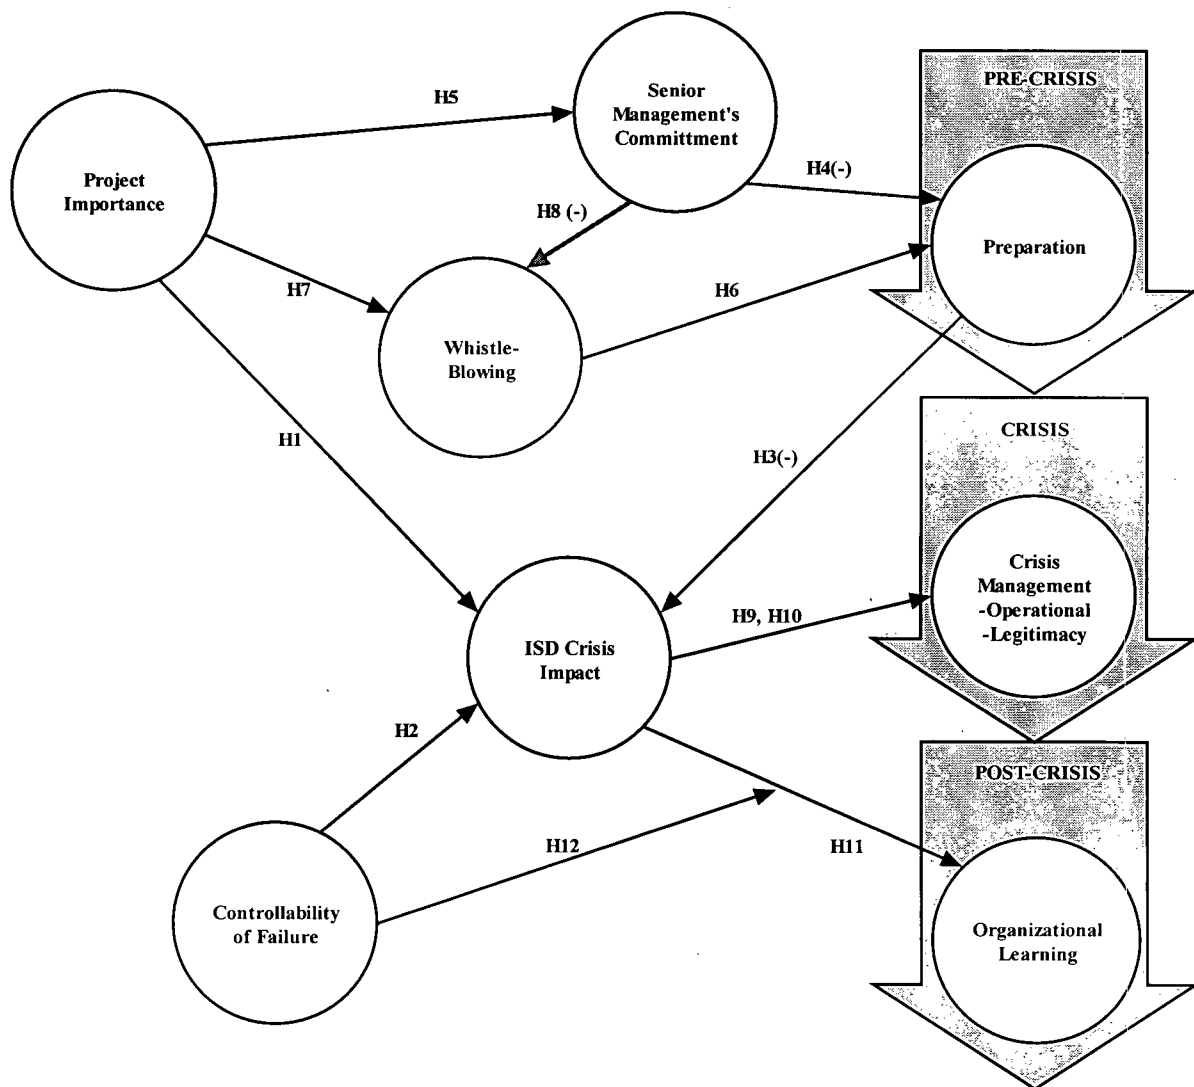 PRE-CRISIS
Senior
Management's
Committment
H5
Project
Importance
H4(-)
H8 (-)
Preparation
H7
H6
Whistle-
Blowing
H1
CRISIS
H3(-)
Crisis
Management
-Operational
-Legitimacy
H9, H10
ISD Crisis
Impact
H2
POST-CRISIS
H12
H11
Controllability
of Failure
Organizational
Learning